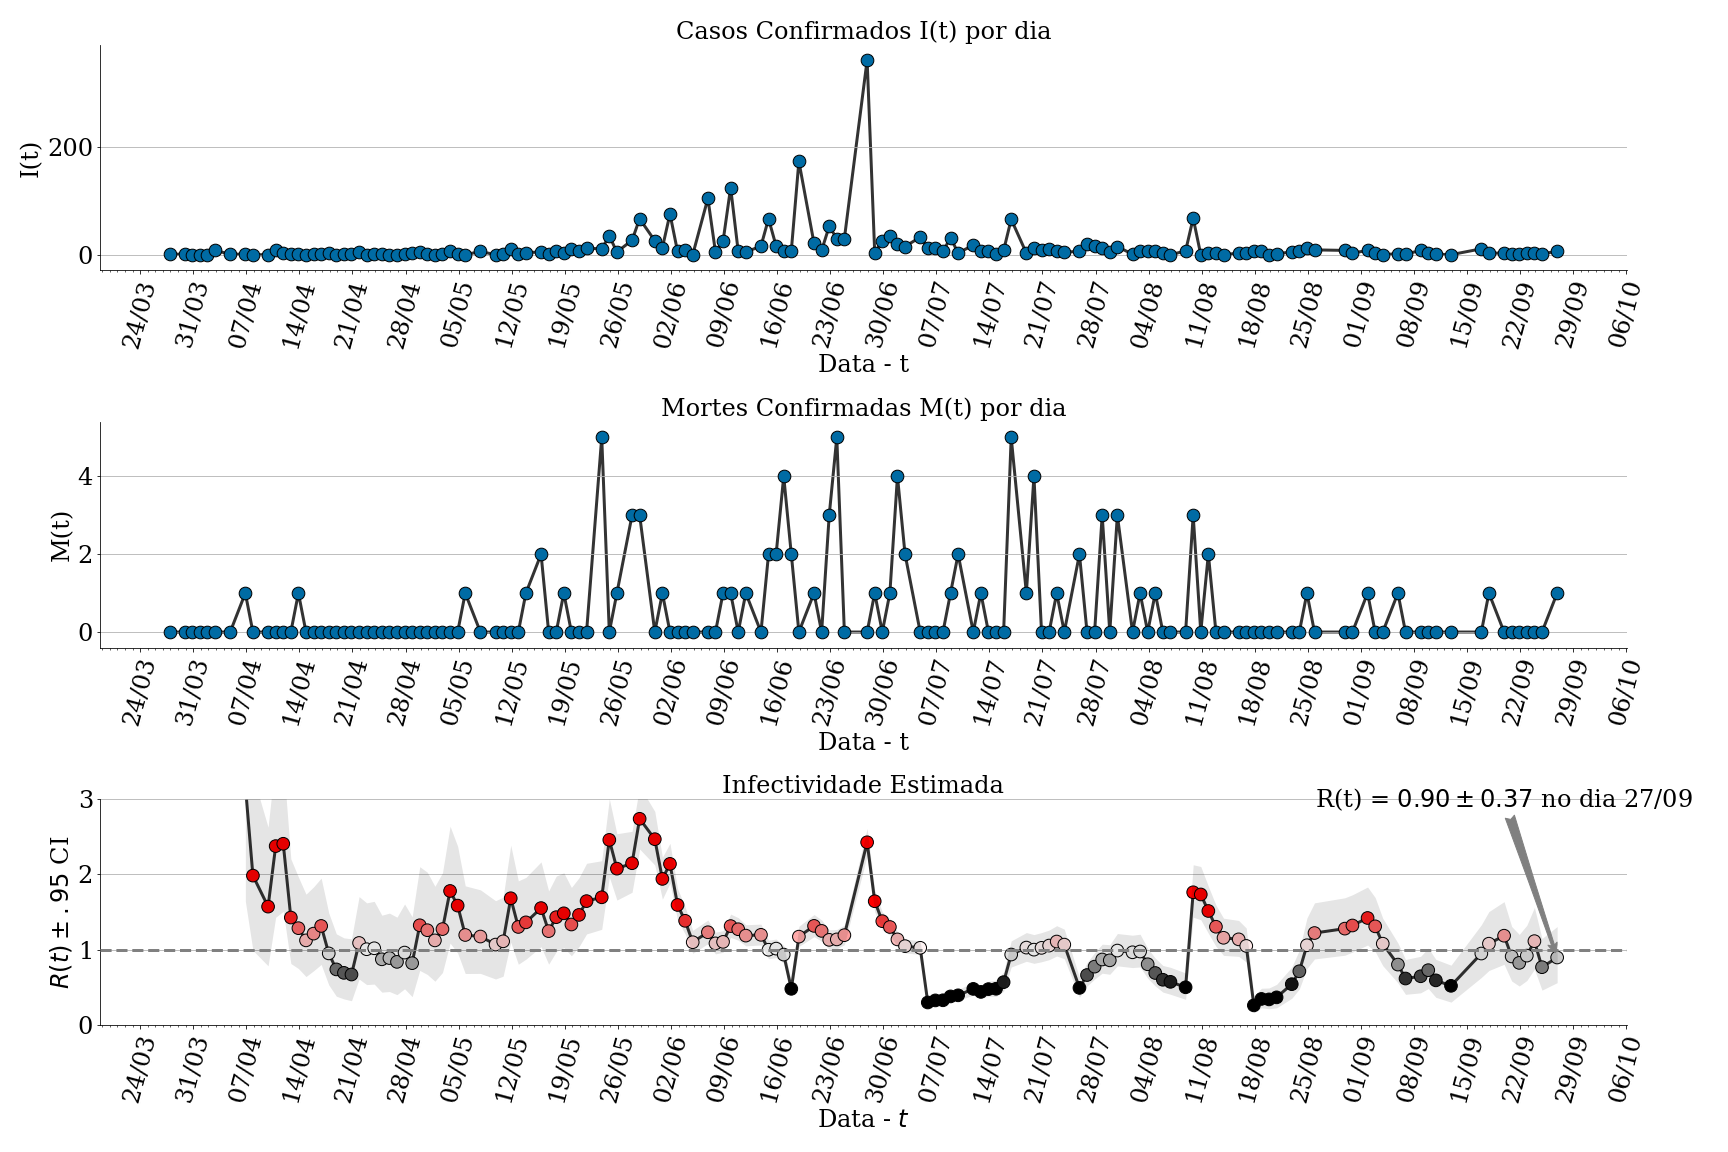 Casos Confirmados I(t) por dia
I(t)
200
0
24/03 31/03 07/04 14/04 21/04 28/04 05/05 12/05 19/05 26/05 02/06 09/06 16/06 23/06 30/06 07/07 14/07 21/07 28/07 04/08 11/08 18/08 25/08 01/09 08/09 15/09 22/09 29/09 06/10
Data - t
Mortes Confirmadas M(t) por dia
M(t)
4
2
0
24/03 31/03 07/04 14/04 21/04 28/04 05/05 12/05 19/05 26/05 02/06 09/06 16/06 23/06 30/06 07/07 14/07 21/07 28/07 04/08 11/08 18/08 25/08 01/09 08/09 15/09 22/09 29/09 06/10
Data - t
Infectividade Estimada
R(t) = 0.90 ± 0.37 no dia 27/09
R(t) ± .95 CI
3
2
1
0
24/03 31/03 07/04 14/04 21/04 28/04 05/05 12/05 19/05 26/05 02/06 09/06 16/06 23/06 30/06 07/07 14/07 21/07 28/07 04/08 11/08 18/08 25/08 01/09 08/09 15/09 22/09 29/09 06/10
Data - t